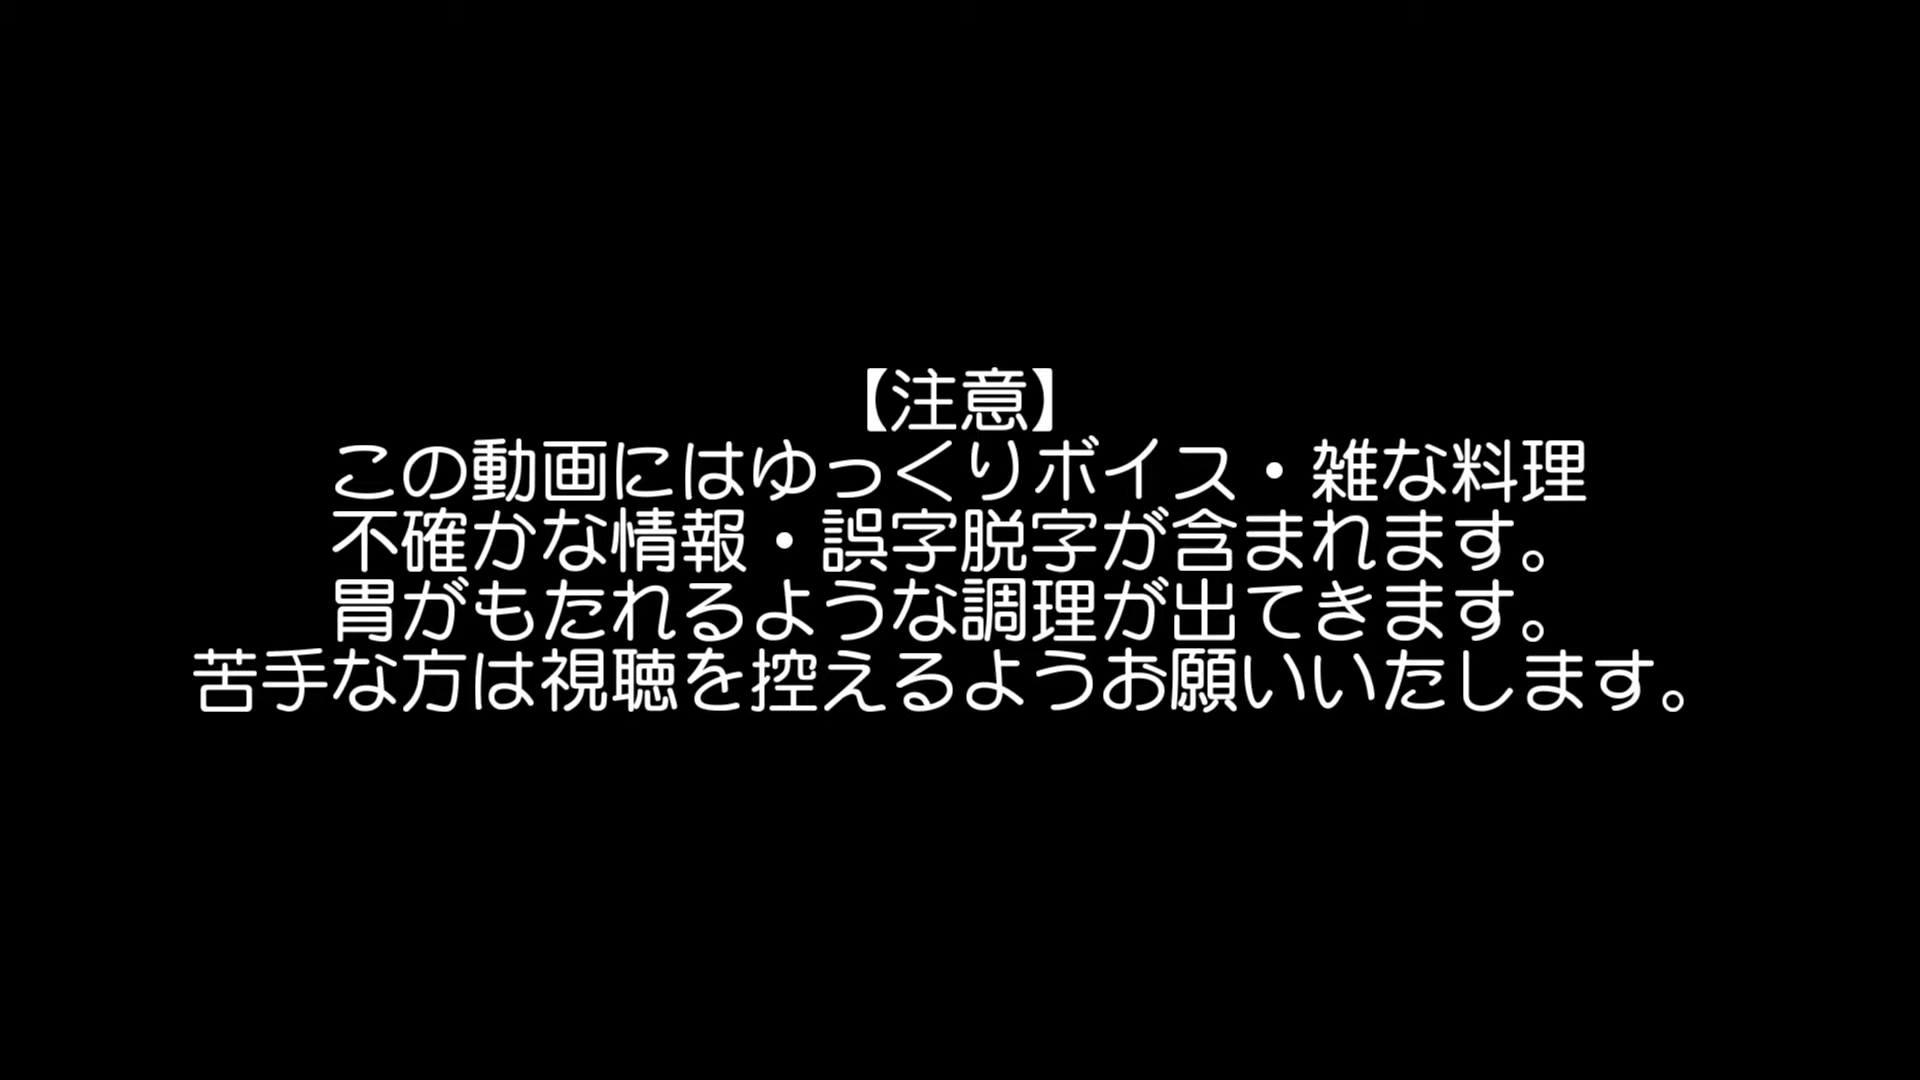 【注意】
この動画にはゆっくりボイス・雑な料理
不確かな情報・誤字脱字が含まれます。
胃がもたれるような調理が出てきます。
苦手な方は視聴を控えるようお願いいたします。